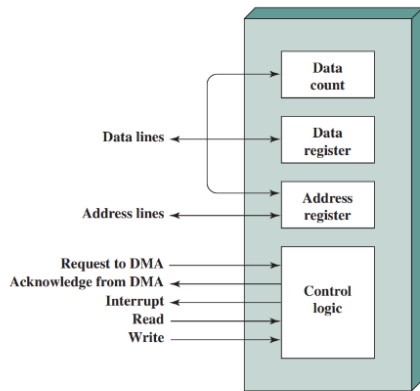 Data
count
Data lines
Data
register
Address lines
Address
register
Request to DMA
Acknowledge from DMA
Interrupt
Read
Write
Control
logic